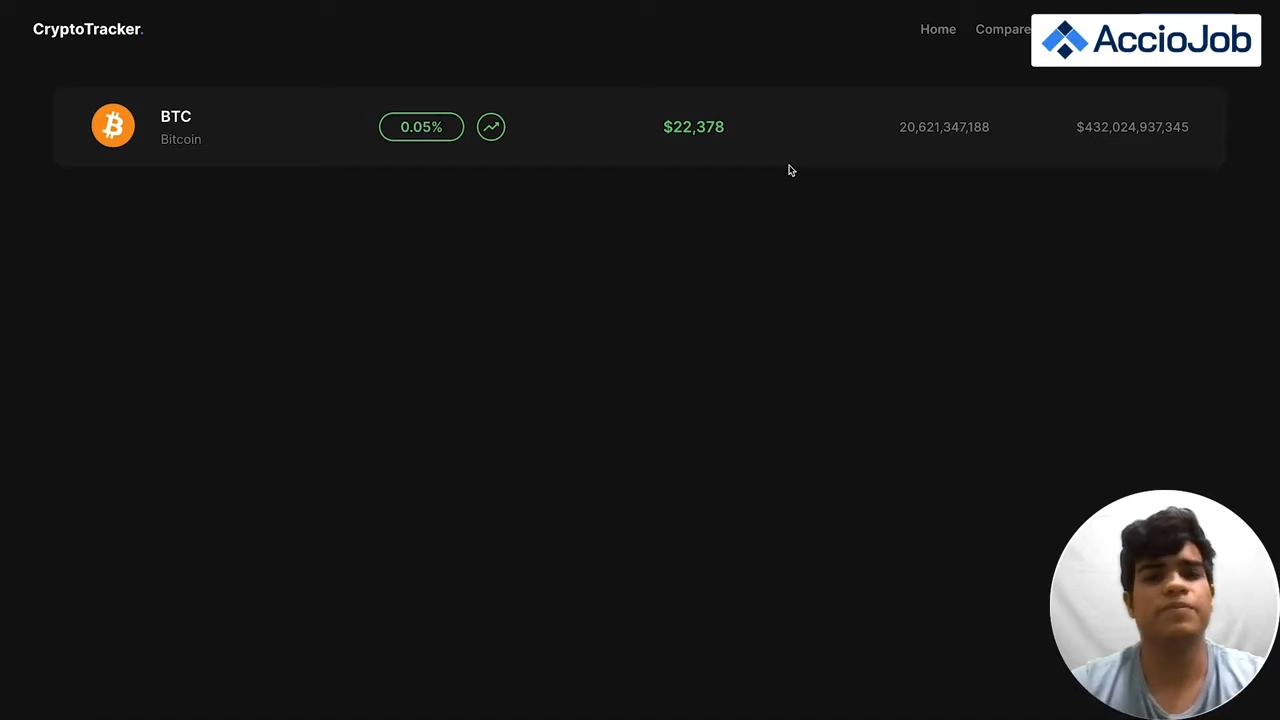 CryptoTracker.
Home Compare
AccioJob
BTC
Bitcoin
0.05%
$22,378
20,621,347,188
$432,024,937,345